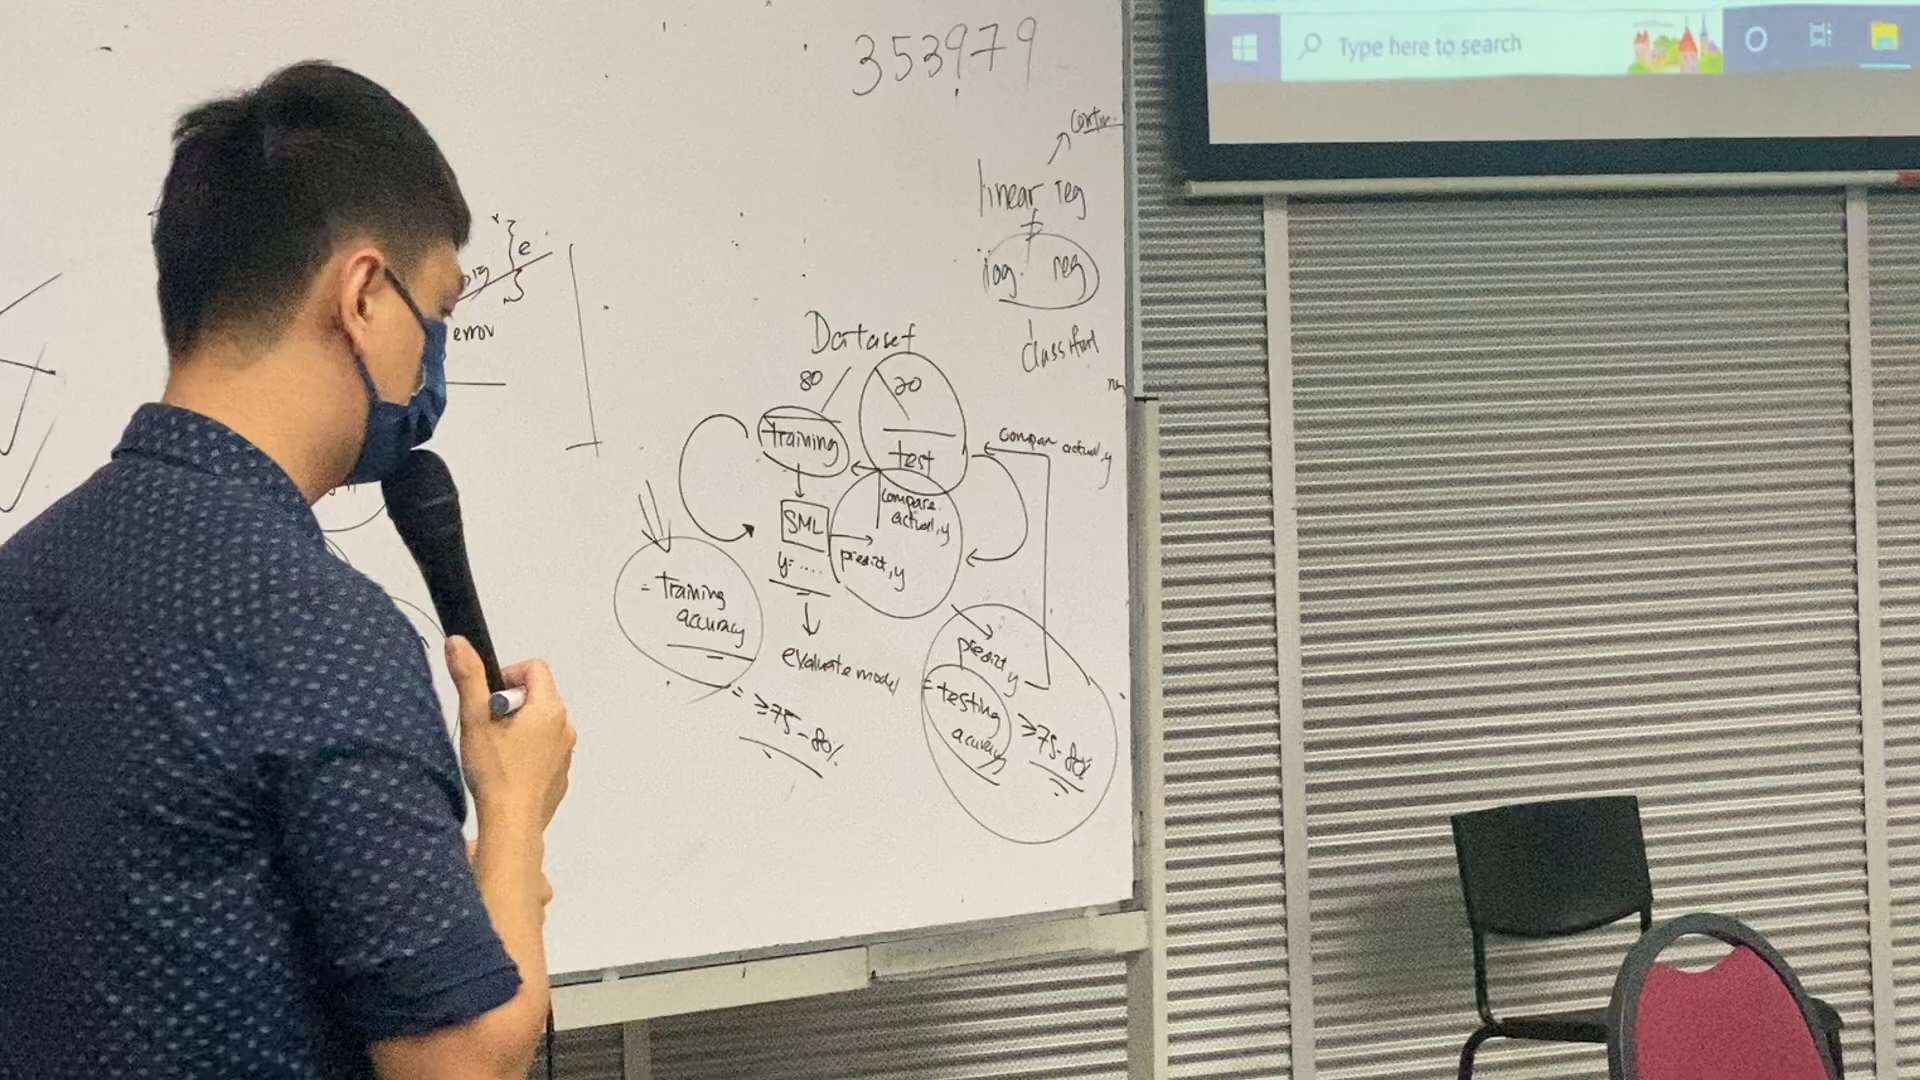 353979
Type here to search
contin.
linear reg
≠
log. reg
classified
e
error
Dataset
80
20
training
test
compare actual, y
compare
actual, y
SML
predict, y
y = ....
= training
accuracy
evaluate model
= ≥75-80%
predict, y
= testing
accuracy
≥75-80%